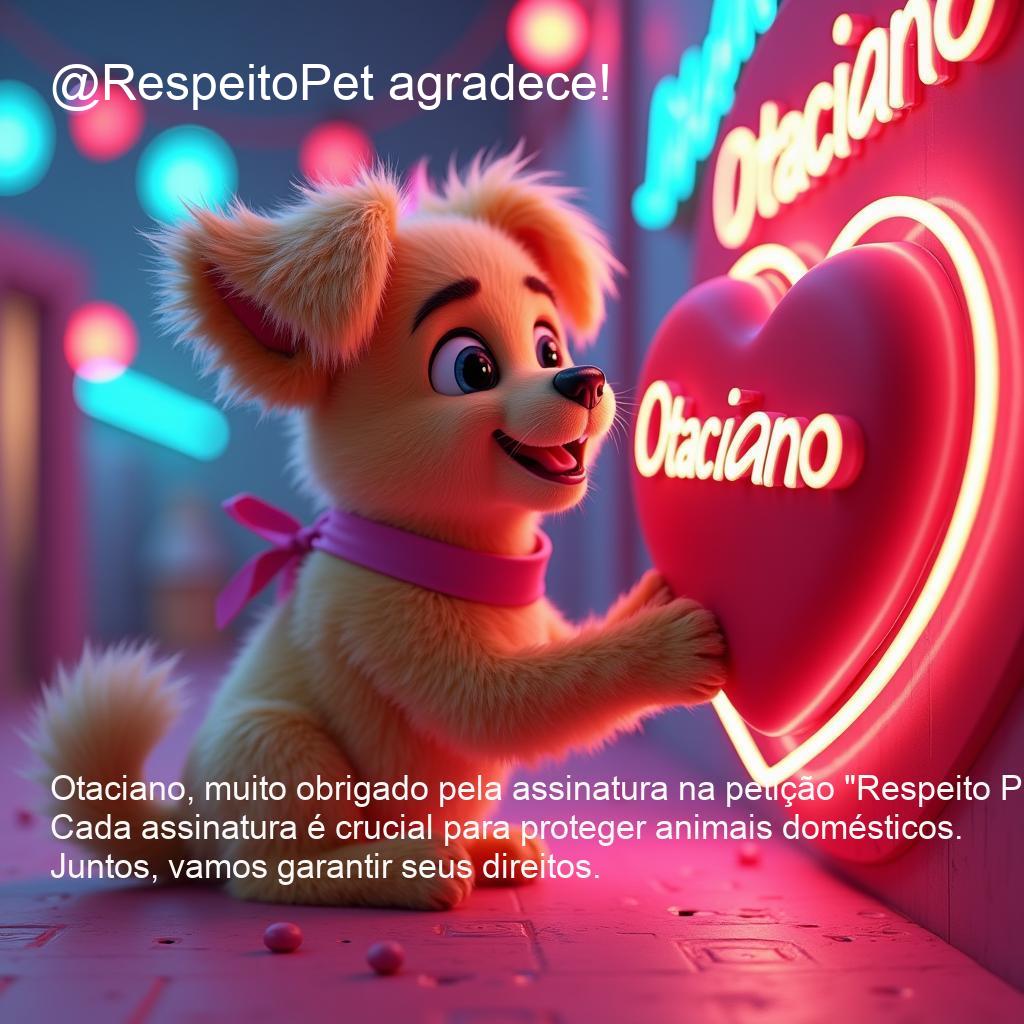 @RespeitoPet agradece!
Otaciano
Otaciano
Otaciano, muito obrigado pela assinatura na petição "Respeito P
Cada assinatura é crucial para proteger animais domésticos.
Juntos, vamos garantir seus direitos.